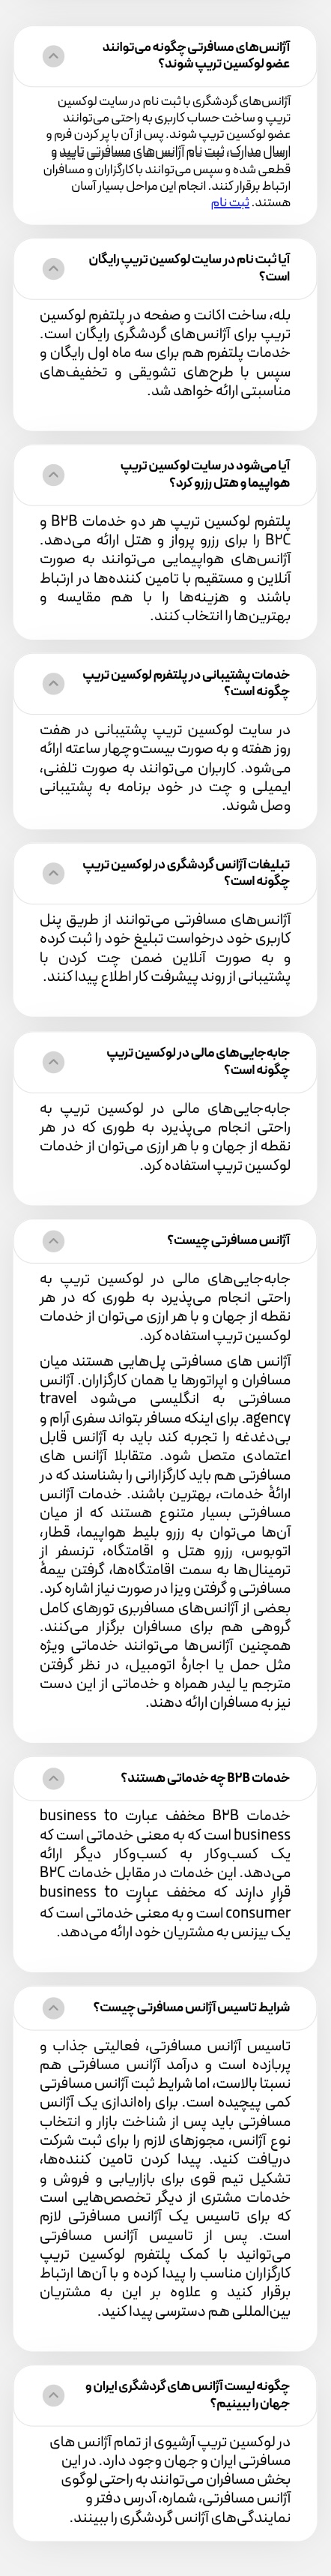 آژانس‌های مسافرتی چگونه می‌توانند
عضو لوکسین تریپ شوند؟
آژانس‌های گردشگری با ثبت نام در سایت لوکسین
تریپ و ساخت حساب کاربری به راحتی می‌توانند
عضو لوکسین تریپ شوند. پس از آن با پر کردن فرم و
ارسال مدارک، ثبت نام آژانس‌های مسافرتی تایید و
قطعی شده و سپس می‌توانند با کارگزاران و مسافران
ارتباط برقرار کنند. انجام این مراحل بسیار آسان
هستند. ثبت نام
آیا ثبت نام در سایت لوکسین تریپ رایگان
است؟
بله، ساخت اکانت و صفحه در پلتفرم لوکسین
تریپ برای آژانس‌های گردشگری رایگان است.
خدمات پلتفرم هم برای سه ماه اول رایگان و
سپس با طرح‌های تشویقی و تخفیف‌های
مناسبتی ارائه خواهد شد.
آیا می‌شود در سایت لوکسین تریپ
هواپیما و هتل رزرو کرد؟
پلتفرم لوکسین تریپ هر دو خدمات B۲B و
B۲C را برای رزرو پرواز و هتل ارائه می‌دهد.
آژانس‌های هواپیمایی می‌توانند به صورت
آنلاین و مستقیم با تامین کننده‌ها در ارتباط
باشند و هزینه‌ها را با هم مقایسه و
بهترین‌ها را انتخاب کنند.
خدمات پشتیبانی در پلتفرم لوکسین تریپ
چگونه است؟
در سایت لوکسین تریپ پشتیبانی در هفت
روز هفته و به صورت بیست‌وچهار ساعته ارائه
می‌شود. کاربران می‌توانند به صورت تلفنی،
ایمیلی و چت در خود برنامه به پشتیبانی
وصل شوند.
تبلیغات آژانس گردشگری در لوکسین تریپ
چگونه است؟
آژانس‌های مسافرتی می‌توانند از طریق پنل
کاربری خود درخواست تبلیغ خود را ثبت کرده
و به صورت آنلاین ضمن چت کردن با
پشتیبانی از روند پیشرفت کار اطلاع پیدا کنند.
جابه‌جایی‌های مالی در لوکسین تریپ
چگونه است؟
جابه‌جایی‌های مالی در لوکسین تریپ به
راحتی انجام می‌پذیرد به طوری که در هر
نقطه از جهان و با هر ارزی می‌توان از خدمات
لوکسین تریپ استفاده کرد.
آژانس مسافرتی چیست؟
جابه‌جایی‌های مالی در لوکسین تریپ به
راحتی انجام می‌پذیرد به طوری که در هر
نقطه از جهان و با هر ارزی می‌توان از خدمات
لوکسین تریپ استفاده کرد.
آژانس های مسافرتی پل‌هایی هستند میان
مسافران و اپراتورها یا همان کارگزاران. آژانس
مسافرتی به انگلیسی می‌شود travel
agency. برای اینکه مسافر بتواند سفری آرام و
بی‌دغدغه را تجربه کند باید به آژانس قابل
اعتمادی متصل شود. متقابلا آژانس های
مسافرتی هم باید کارگزارانی را بشناسند که در
ارائهٔ خدمات، بهترین باشند. خدمات آژانس
مسافرتی بسیار متنوع هستند که از میان
آن‌ها می‌توان به رزرو بلیط هواپیما، قطار،
اتوبوس، رزرو هتل و اقامتگاه، ترنسفر از
ترمینال‌ها به سمت اقامتگاه‌ها، گرفتن بیمهٔ
مسافرتی و گرفتن ویزا در صورت نیاز اشاره کرد.
بعضی از آژانس‌های مسافربری تورهای کامل
گروهی هم برای مسافران برگزار می‌کنند.
همچنین آژانس‌ها می‌توانند خدماتی ویژه
مثل حمل یا اجارهٔ اتومبیل، در نظر گرفتن
مترجم یا لیدر همراه و خدماتی از این دست
نیز به مسافران ارائه دهند.
خدمات B۲B چه خدماتی هستند؟
خدمات B۲B مخفف عبارت business to
business است که به معنی خدماتی است که
یک کسب‌وکار به کسب‌وکار دیگر ارائه
می‌دهد. این خدمات در مقابل خدمات B۲C
قرار دارند که مخفف عبارت business to
consumer است و به معنی خدماتی است که
یک بیزنس به مشتریان خود ارائه می‌دهد.
شرایط تاسیس آژانس مسافرتی چیست؟
تاسیس آژانس مسافرتی، فعالیتی جذاب و
پربازده است و درآمد آژانس مسافرتی هم
نسبتا بالاست، اما شرایط ثبت آژانس مسافرتی
کمی پیچیده است. برای راه‌اندازی یک آژانس
مسافرتی باید پس از شناخت بازار و انتخاب
نوع آژانس، مجوزهای لازم را برای ثبت شرکت
دریافت کنید. پیدا کردن تامین کننده‌ها،
تشکیل تیم قوی برای بازاریابی و فروش و
خدمات مشتری از دیگر تخصص‌هایی است
که برای تاسیس یک آژانس مسافرتی لازم
است. پس از تاسیس آژانس مسافرتی
می‌توانید با کمک پلتفرم لوکسین تریپ
کارگزاران مناسب را پیدا کرده و با آن‌ها ارتباط
برقرار کنید و علاوه بر این به مشتریان
بین‌المللی هم دسترسی پیدا کنید.
چگونه لیست آژانس های گردشگری ایران و
جهان را ببینیم؟
در لوکسین تریپ آرشیوی از تمام آژانس های
مسافرتی ایران و جهان وجود دارد. در این
بخش مسافران می‌توانند به راحتی لوگوی
آژانس مسافرتی، شماره، آدرس دفتر و
نمایندگی‌های آژانس گردشگری را ببینند.